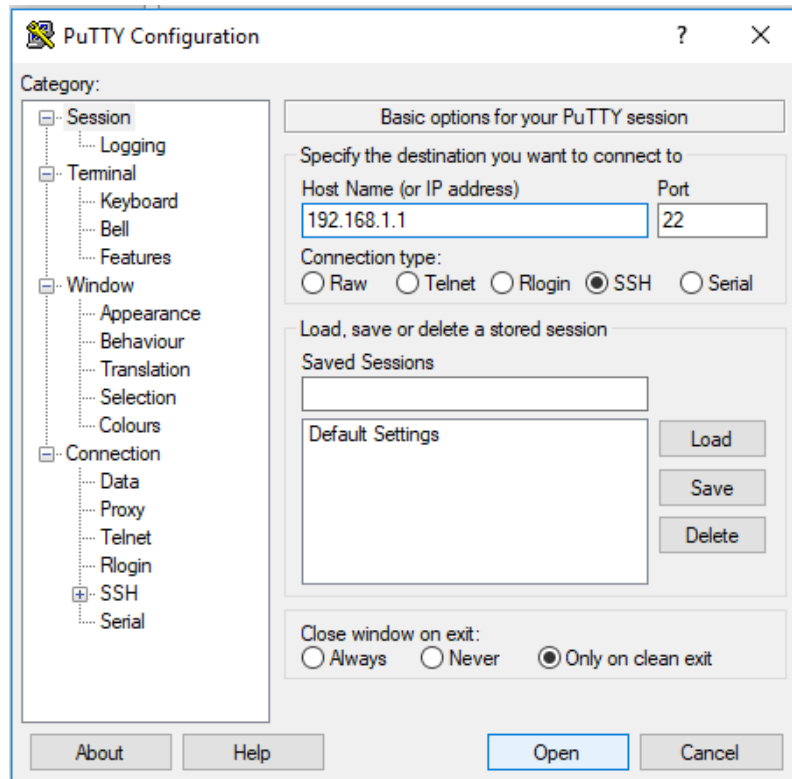 PuTTY Configuration
?
Category:
Session
Logging
Terminal
Keyboard
Bell
Features
Window
Appearance
Behaviour
Translation
Selection
Colours
Connection
Data
Proxy
Telnet
Rlogin
SSH
Serial
Basic options for your PuTTY session
Specify the destination you want to connect to
Host Name (or IP address) Port
192.168.1.1 22
Connection type:
Raw Telnet Rlogin SSH Serial
Load, save or delete a stored session
Saved Sessions
Default Settings
Load
Save
Delete
Close window on exit:
Always Never Only on clean exit
About Help Open Cancel